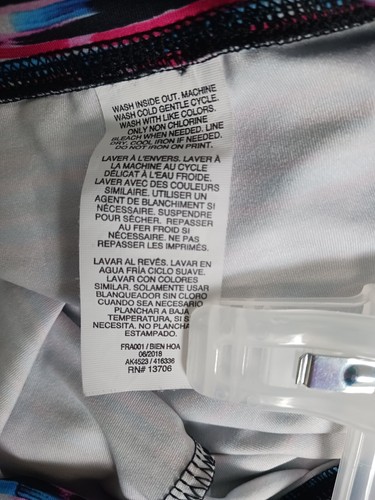 WASH INSIDE OUT. MACHINE
WASH COLD GENTLE CYCLE.
WASH WITH LIKE COLORS.
ONLY NON CHLORINE
BLEACH WHEN NEEDED. LINE
DRY. COOL IRON IF NEEDED.
DO NOT IRON ON PRINT.
LAVER À L'ENVERS. LAVER À
LA MACHINE AU CYCLE
DÉLICAT À L'EAU FROIDE.
LAVER AVEC DES COULEURS
SIMILAIRE. UTILISER UN
AGENT DE BLANCHIMENT SI
NÉCESSAIRE. SUSPENDRE
POUR SÉCHER. REPASSER
AU FER FROID SI
NÉCESSAIRE. NE PAS
REPASSER LES IMPRIMÉS.
LAVAR AL REVÉS. LAVAR EN
AGUA FRÍA CICLO SUAVE.
LAVAR CON COLORES
SIMILAR. SOLAMENTE USAR
BLANQUEADOR SIN CLORO
CUANDO SEA NECESARIO
PLANCHAR A BAJA
TEMPERATURA, SI S
NECESITA. NO PLANCHA
ESTAMPADO.
FRA001 / BIEN HOA
06/2018
AK4523 / 416336
RN# 13706